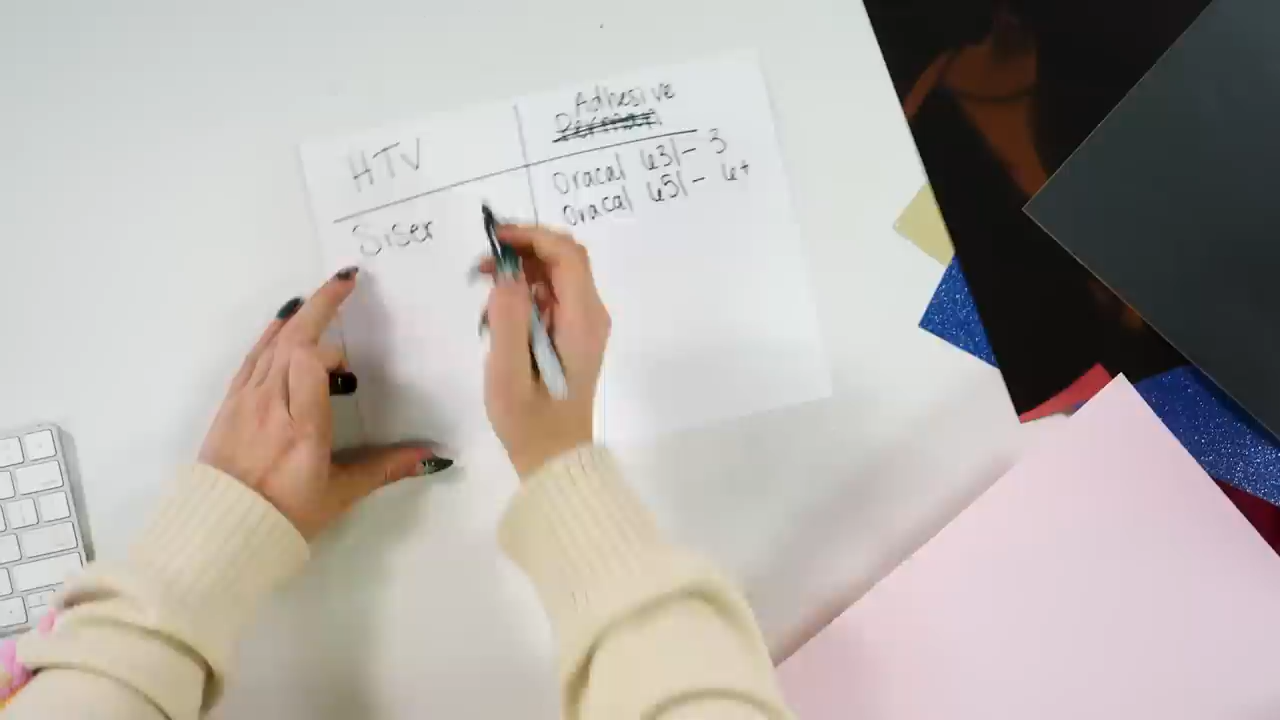 HTV
Adhesive
Oracal 631- 3
Oracal 651- 6+
Siser